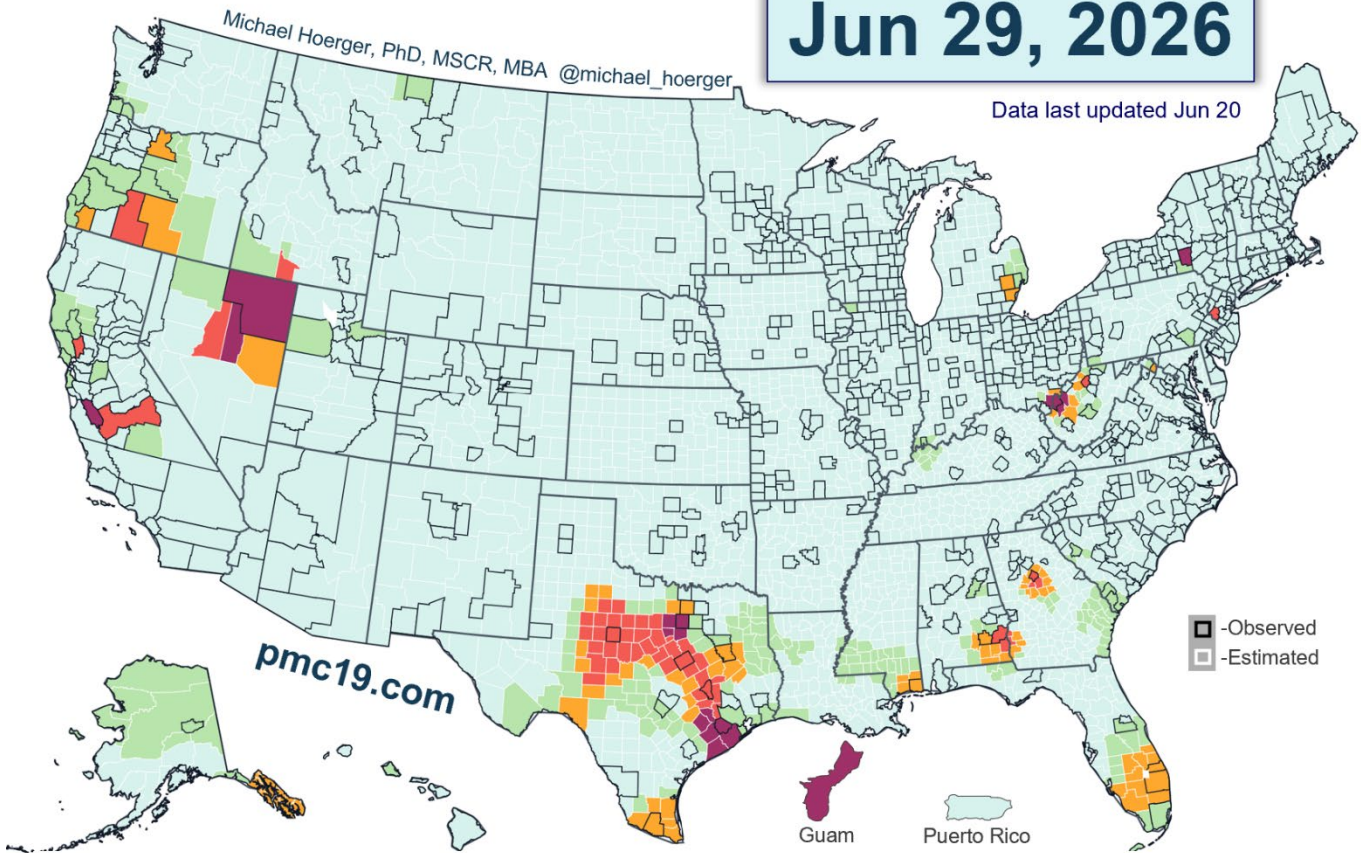 Jun 29, 2026
Michael Hoerger, PhD, MSCR, MBA @michael_hoerger
Data last updated Jun 20
-Observed
-Estimated
pmc19.com
Guam
Puerto Rico